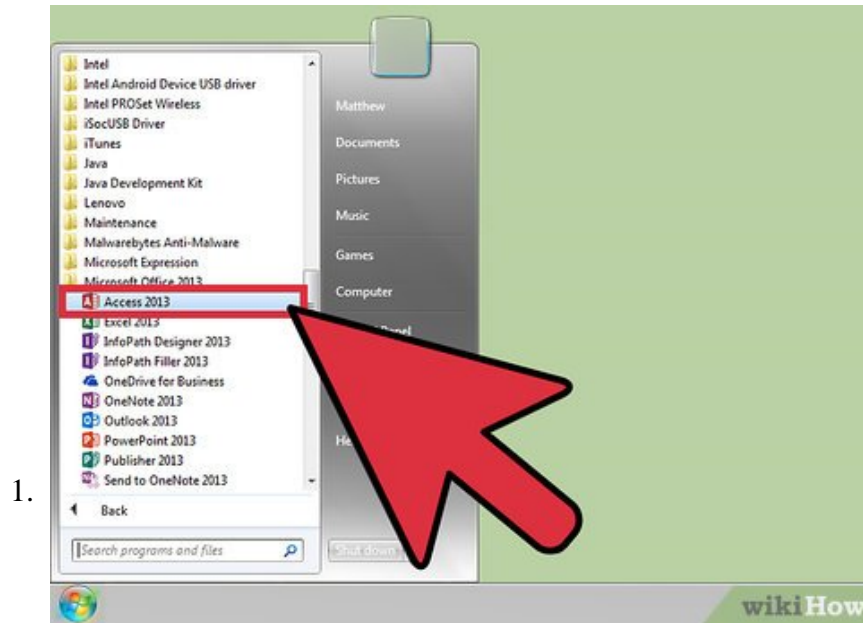 Intel
Intel Android Device USB driver
Intel PROSet Wireless
iSocUSB Driver
iTunes
Java
Java Development Kit
Lenovo
Maintenance
Malwarebytes Anti-Malware
Microsoft Expression
Microsoft Office 2013
Access 2013
Excel 2013
InfoPath Designer 2013
InfoPath Filler 2013
OneDrive for Business
OneNote 2013
Outlook 2013
PowerPoint 2013
Publisher 2013
Send to OneNote 2013
Back
Search programs and files
Matthew
Documents
Pictures
Music
Games
Computer
Panel
He
Shut down
1.
wikiHow